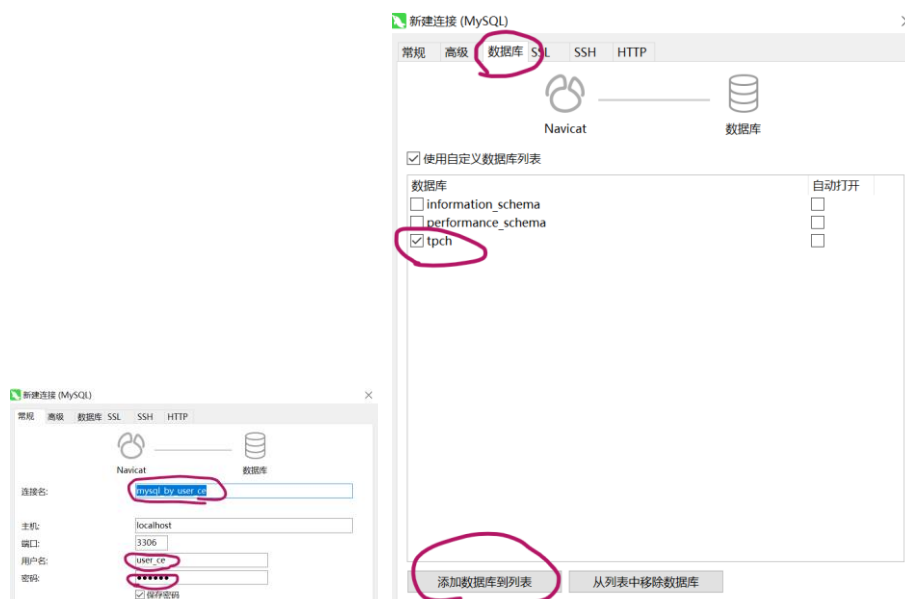 新建连接 (MySQL)
常规 高级 数据库 SSL SSH HTTP
Navicat 数据库
使用自定义数据库列表
数据库 自动打开
information_schema
performance_schema
tpch
添加数据库到列表 从列表中移除数据库
新建连接 (MySQL)
常规 高级 数据库 SSL SSH HTTP
Navicat 数据库
连接名: mysql_by_user_ce
主机: localhost
端口: 3306
用户名: user_ce
密码: ●●●●●●
保存密码